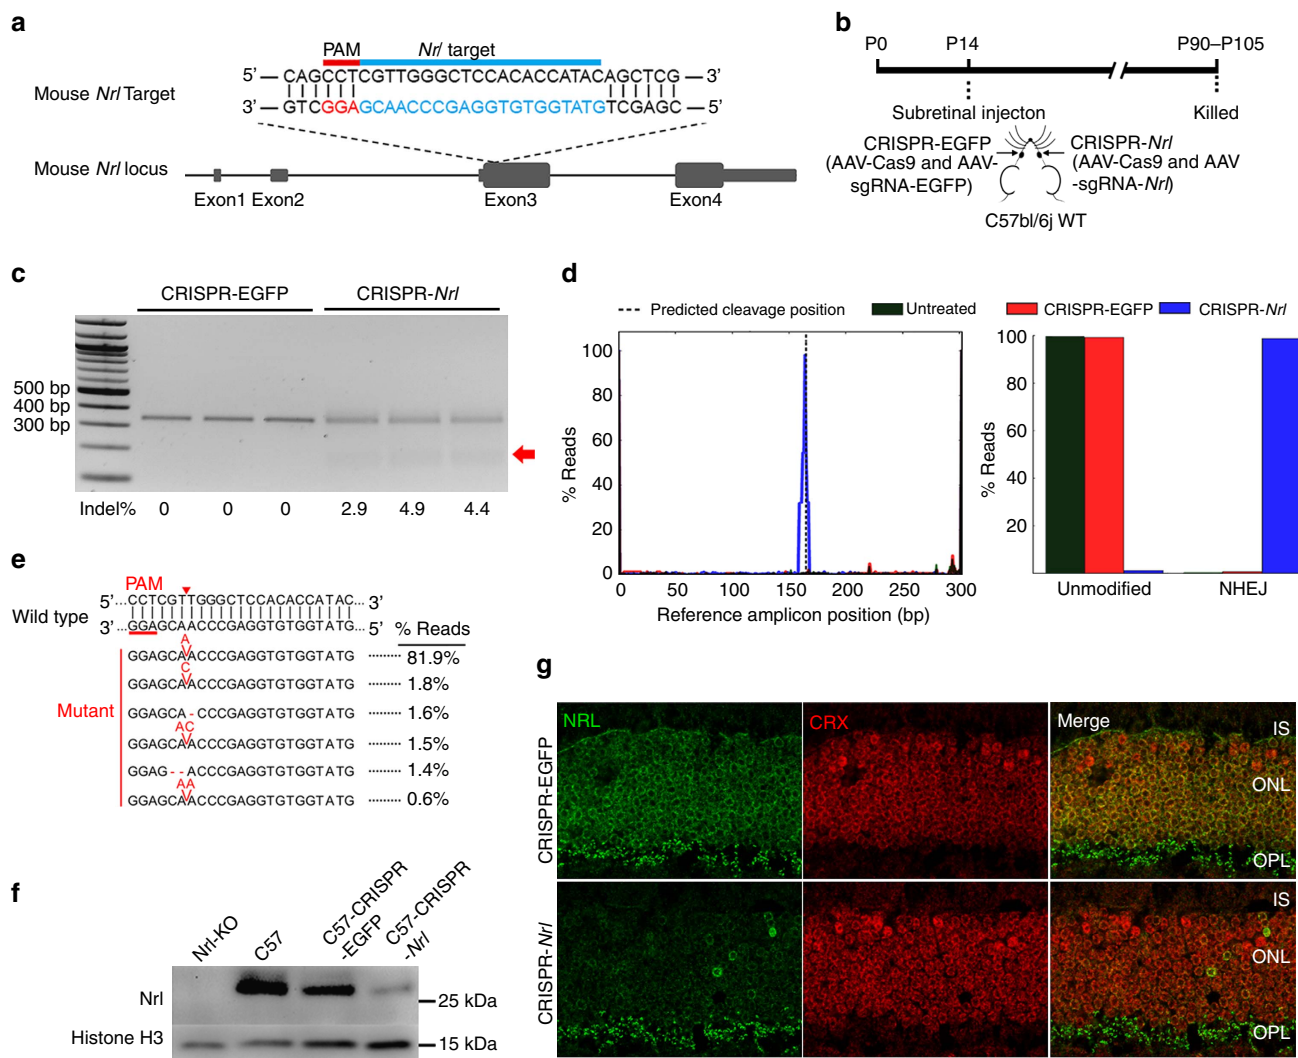 a
PAM Nrl target
5' CAGCCTCGTTGGGCTCCACACCATACAGCTCG 3'
Mouse Nrl Target
3' GTCGGAGCAACCCGAGGTGTGGTATGTCGAGC 5'
Mouse Nrl locus
Exon1 Exon2 Exon3 Exon4
b
P0 P14 P90–P105
Subretinal injecton Killed
CRISPR-EGFP
(AAV-Cas9 and AAV-
sgRNA-EGFP)
CRISPR-Nrl
(AAV-Cas9 and AAV
-sgRNA-Nrl)
C57bl/6j WT
c
CRISPR-EGFP CRISPR-Nrl
500 bp
400 bp
300 bp
Indel% 0 0 0 2.9 4.9 4.4
d
Predicted cleavage position Untreated CRISPR-EGFP CRISPR-Nrl
% Reads
100
80
60
40
20
0
0 50 100 150 200 250 300
Reference amplicon position (bp)
% Reads
100
80
60
40
20
Unmodified NHEJ
e
PAM
5'...CCTCGTTGGGCTCCACACCATAC... 3'
Wild type
3'...GGAGCAACCCGAGGTGTGGTATG... 5'
% Reads
Mutant
A
GGAGCAACCCGAGGTGTGGTATG ········· 81.9%
C
GGAGCAACCCGAGGTGTGGTATG ········· 1.8%
GGAGCA-CCCGAGGTGTGGTATG ········· 1.6%
AC
GGAGCAACCCGAGGTGTGGTATG ········· 1.5%
GGAG--ACCCGAGGTGTGGTATG ········· 1.4%
AA
GGAGCAACCCGAGGTGTGGTATG ········· 0.6%
f
Nrl-KO
C57
C57-CRISPR
-EGFP
C57-CRISPR
-Nrl
Nrl
25 kDa
Histone H3
15 kDa
g
NRL CRX Merge
CRISPR-EGFP
IS
ONL
OPL
CRISPR-Nrl
IS
ONL
OPL